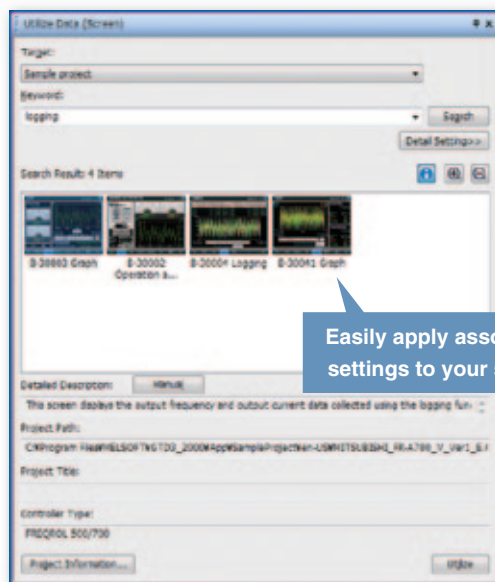 Utilize Data (Screen)
Target:
Sample project
Keyword:
logging
Search
Detail Setting>>
Search Result: 4 Items
B-30003 Graph
B-30002 Operation a...
B-30004 Logging
B-30041 Graph
Easily apply
settings to your
Detailed Description:
Manual
This screen displays the output frequency and output current data collected using the logging
Project Path:
Project Title:
Controller Type:
FREQROL 500/700
Project Information...
Utilize